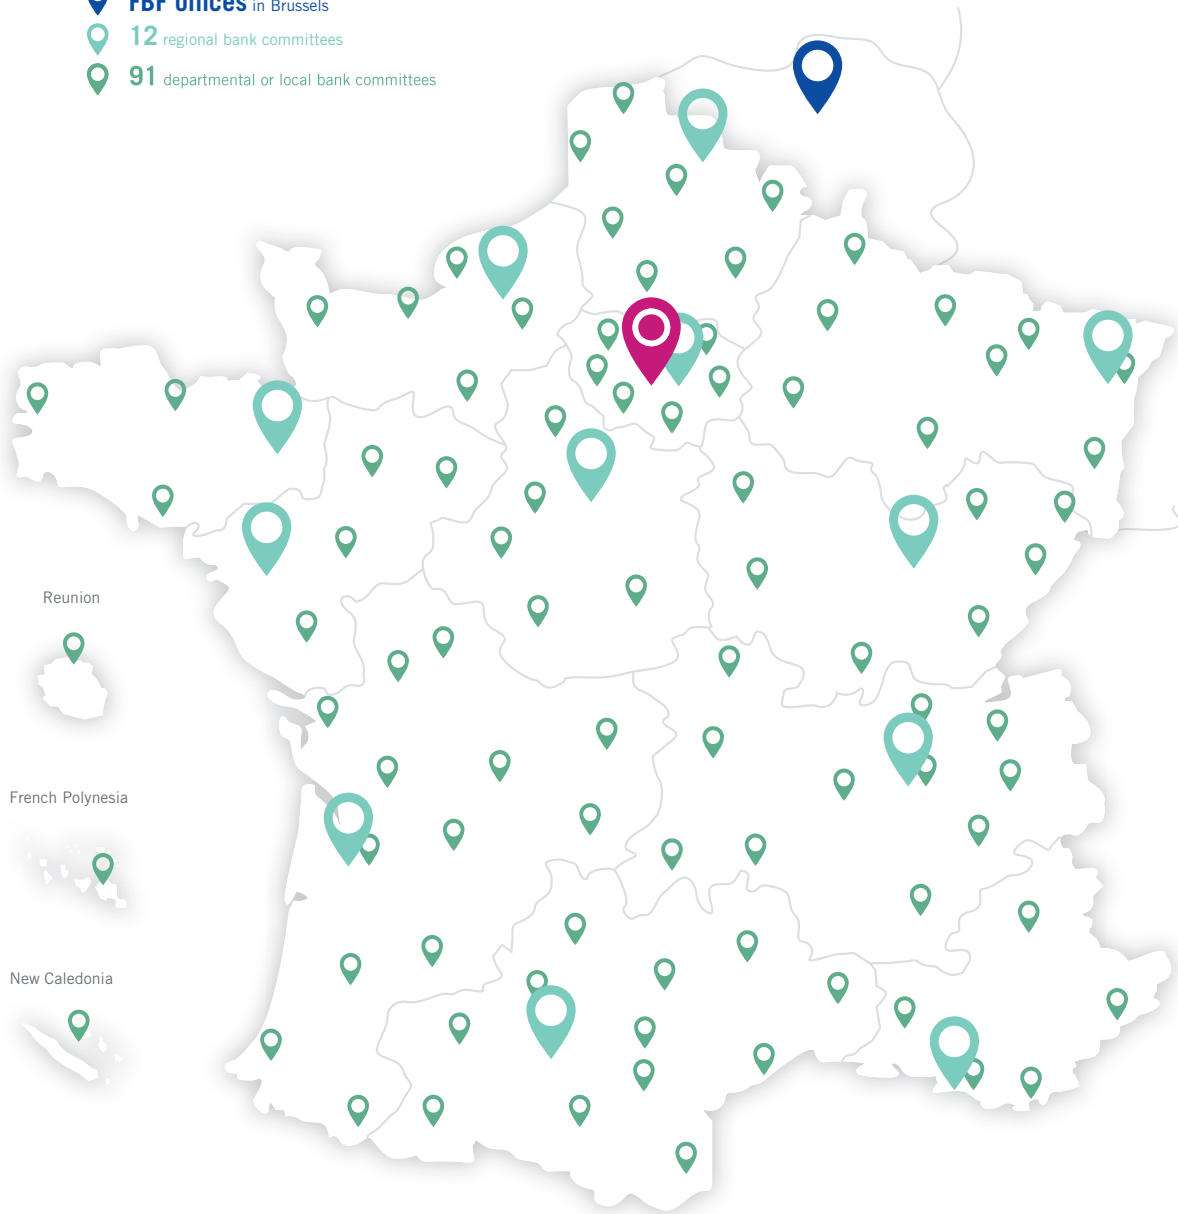 FBF offices in Brussels
12 regional bank committees
91 departmental or local bank committees
Reunion
French Polynesia
New Caledonia